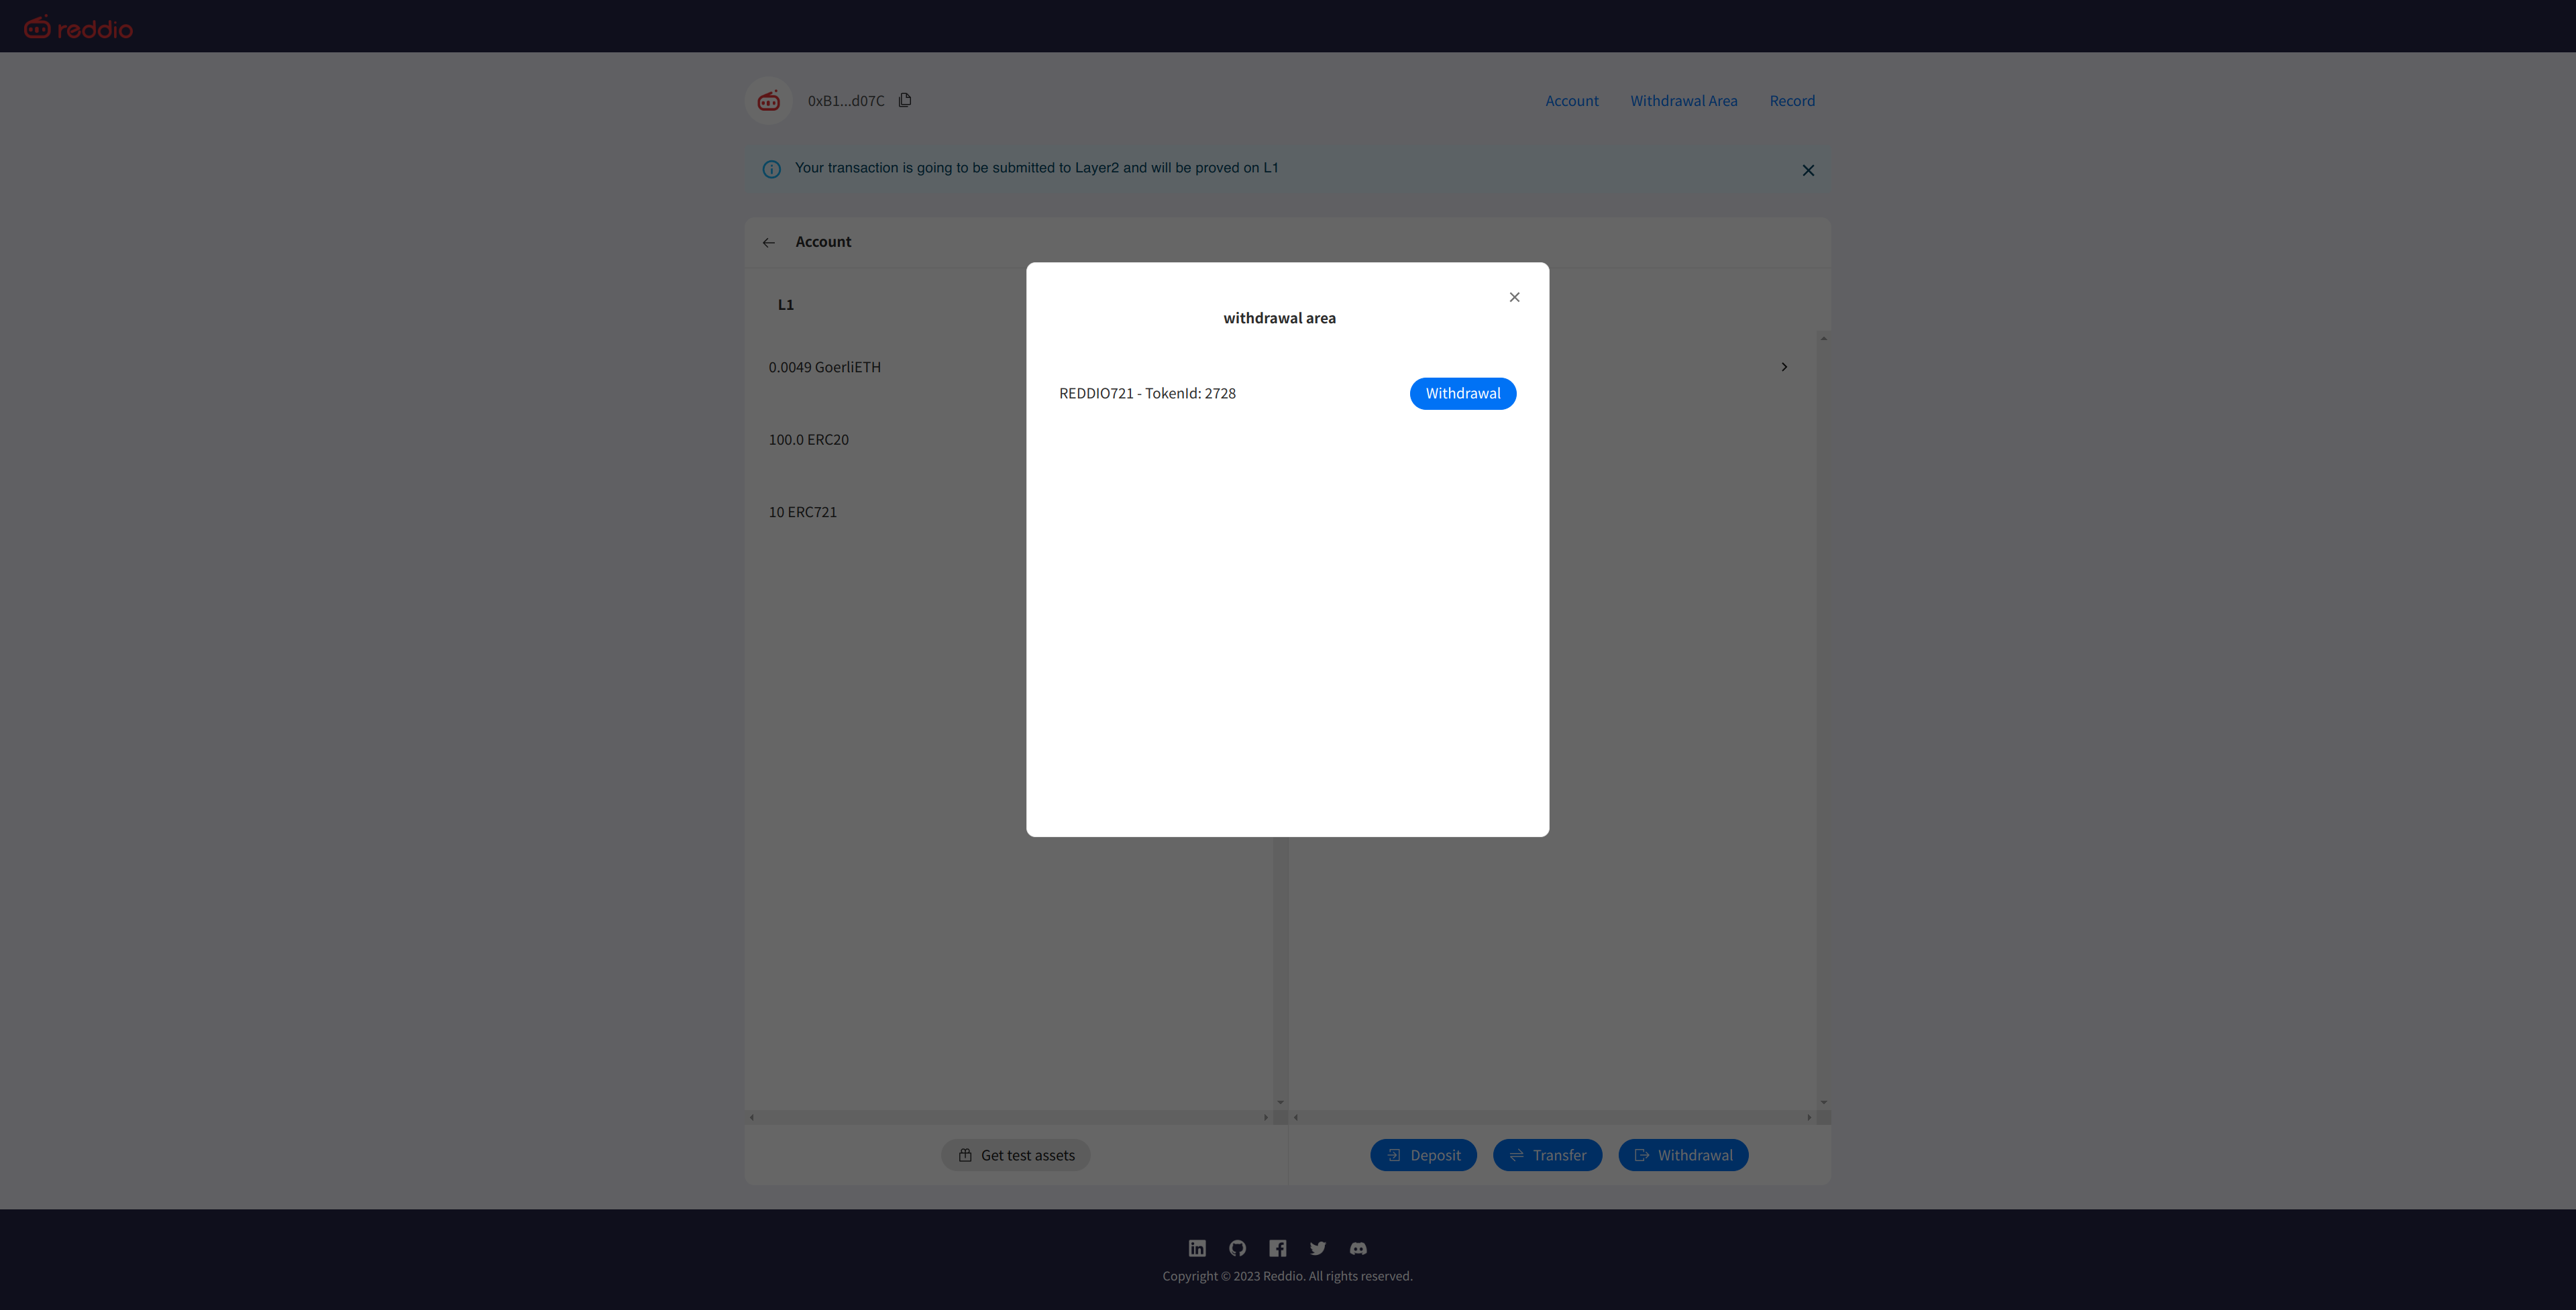 reddio
0xB1...d07C
Account
Withdrawal Area
Record
Your transaction is going to be submitted to Layer2 and will be proved on L1
Account
L1
0.0049 GoerliETH
100.0 ERC20
10 ERC721
withdrawal area
REDDIO721 - TokenId: 2728
Withdrawal
Get test assets
Deposit
Transfer
Withdrawal
Copyright © 2023 Reddio. All rights reserved.